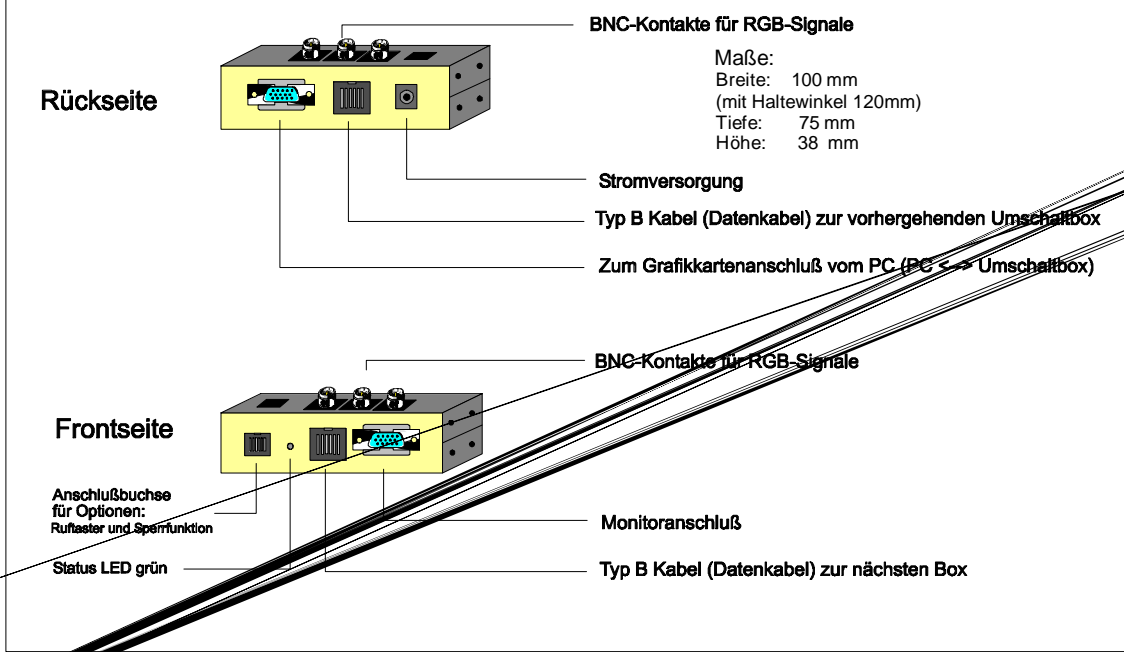 BNC-Kontakte für RGB-Signale
Maße:
Breite: 100 mm
(mit Haltewinkel 120mm)
Tiefe: 75 mm
Höhe: 38 mm
Rückseite
Stromversorgung
Typ B Kabel (Datenkabel) zur vorhergehenden Umschaltbox
Zum Grafikkartenanschluß vom PC (PC <--> Umschaltbox)
BNC-Kontakte für RGB-Signale
Frontseite
Anschlußbuchse
für Optionen:
Ruftaster und Sperrfunktion
Monitoranschluß
Status LED grün
Typ B Kabel (Datenkabel) zur nächsten Box